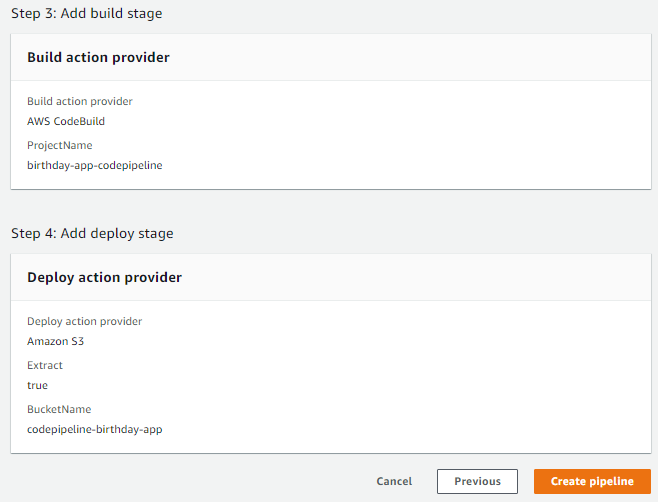 Step 3: Add build stage
Build action provider
Build action provider
AWS CodeBuild
ProjectName
birthday-app-codepipeline
Step 4: Add deploy stage
Deploy action provider
Deploy action provider
Amazon S3
Extract
true
BucketName
codepipeline-birthday-app
Cancel Previous Create pipeline